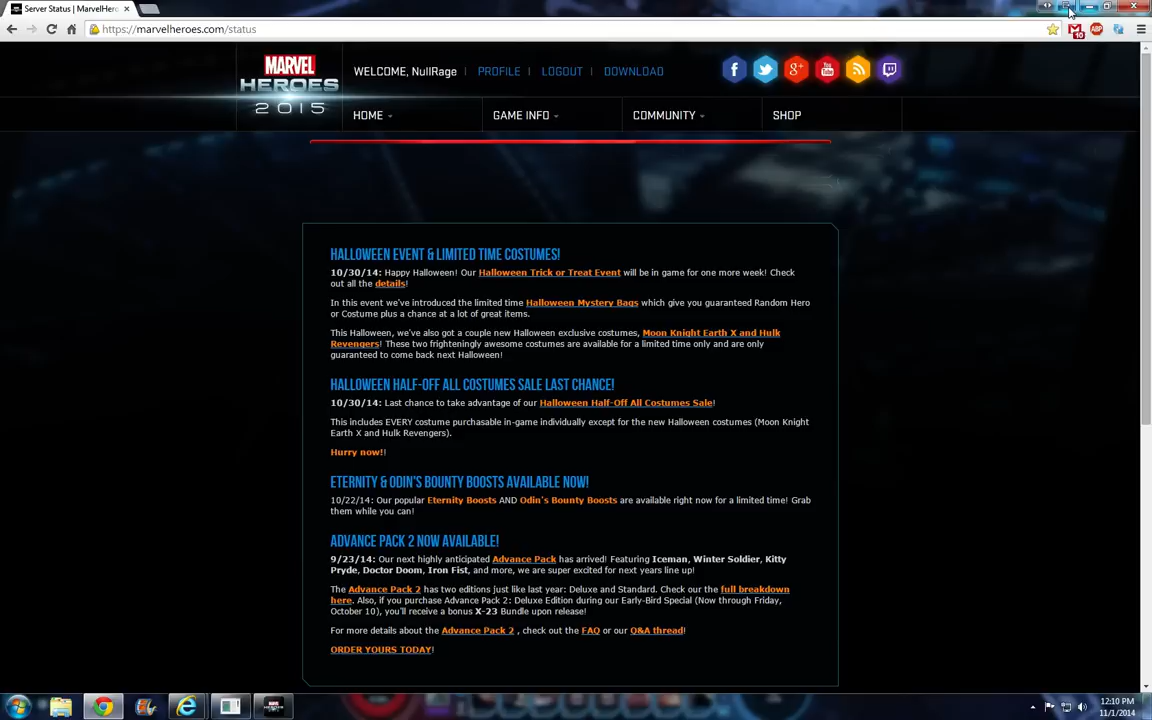 Server Status | MarvelHero
https://marvelheroes.com/status
10
ABP
MARVEL
HEROES
2015
WELCOME, NullRage
PROFILE
LOGOUT
DOWNLOAD
HOME
GAME INFO
COMMUNITY
SHOP
HALLOWEEN EVENT & LIMITED TIME COSTUMES!
10/30/14: Happy Halloween! Our Halloween Trick or Treat Event will be in game for one more week! Check
out all the details!
In this event we've introduced the limited time Halloween Mystery Bags which give you guaranteed Random Hero
or Costume plus a chance at a lot of great items.
This Halloween, we've also got a couple new Halloween exclusive costumes, Moon Knight Earth X and Hulk
Revengers! These two frighteningly awesome costumes are available for a limited time only and are only
guaranteed to come back next Halloween!
HALLOWEEN HALF-OFF ALL COSTUMES SALE LAST CHANCE!
10/30/14: Last chance to take advantage of our Halloween Half-Off All Costumes Sale!
This includes EVERY costume purchasable in-game individually except for the new Halloween costumes (Moon Knight
Earth X and Hulk Revengers).
Hurry now!!
ETERNITY & ODIN'S BOUNTY BOOSTS AVAILABLE NOW!
10/22/14: Our popular Eternity Boosts AND Odin's Bounty Boosts are available right now for a limited time! Grab
them while you can!
ADVANCE PACK 2 NOW AVAILABLE!
9/23/14: Our next highly anticipated Advance Pack has arrived! Featuring Iceman, Winter Soldier, Kitty
Pryde, Doctor Doom, Iron Fist, and more, we are super excited for next years line up!
The Advance Pack 2 has two editions just like last year: Deluxe and Standard. Check our the full breakdown
here. Also, if you purchase Advance Pack 2: Deluxe Edition during our Early-Bird Special (Now through Friday,
October 10), you'll receive a bonus X-23 Bundle upon release!
For more details about the Advance Pack 2 , check out the FAQ or our Q&A thread!
ORDER YOURS TODAY!
12:10 PM
11/1/2014